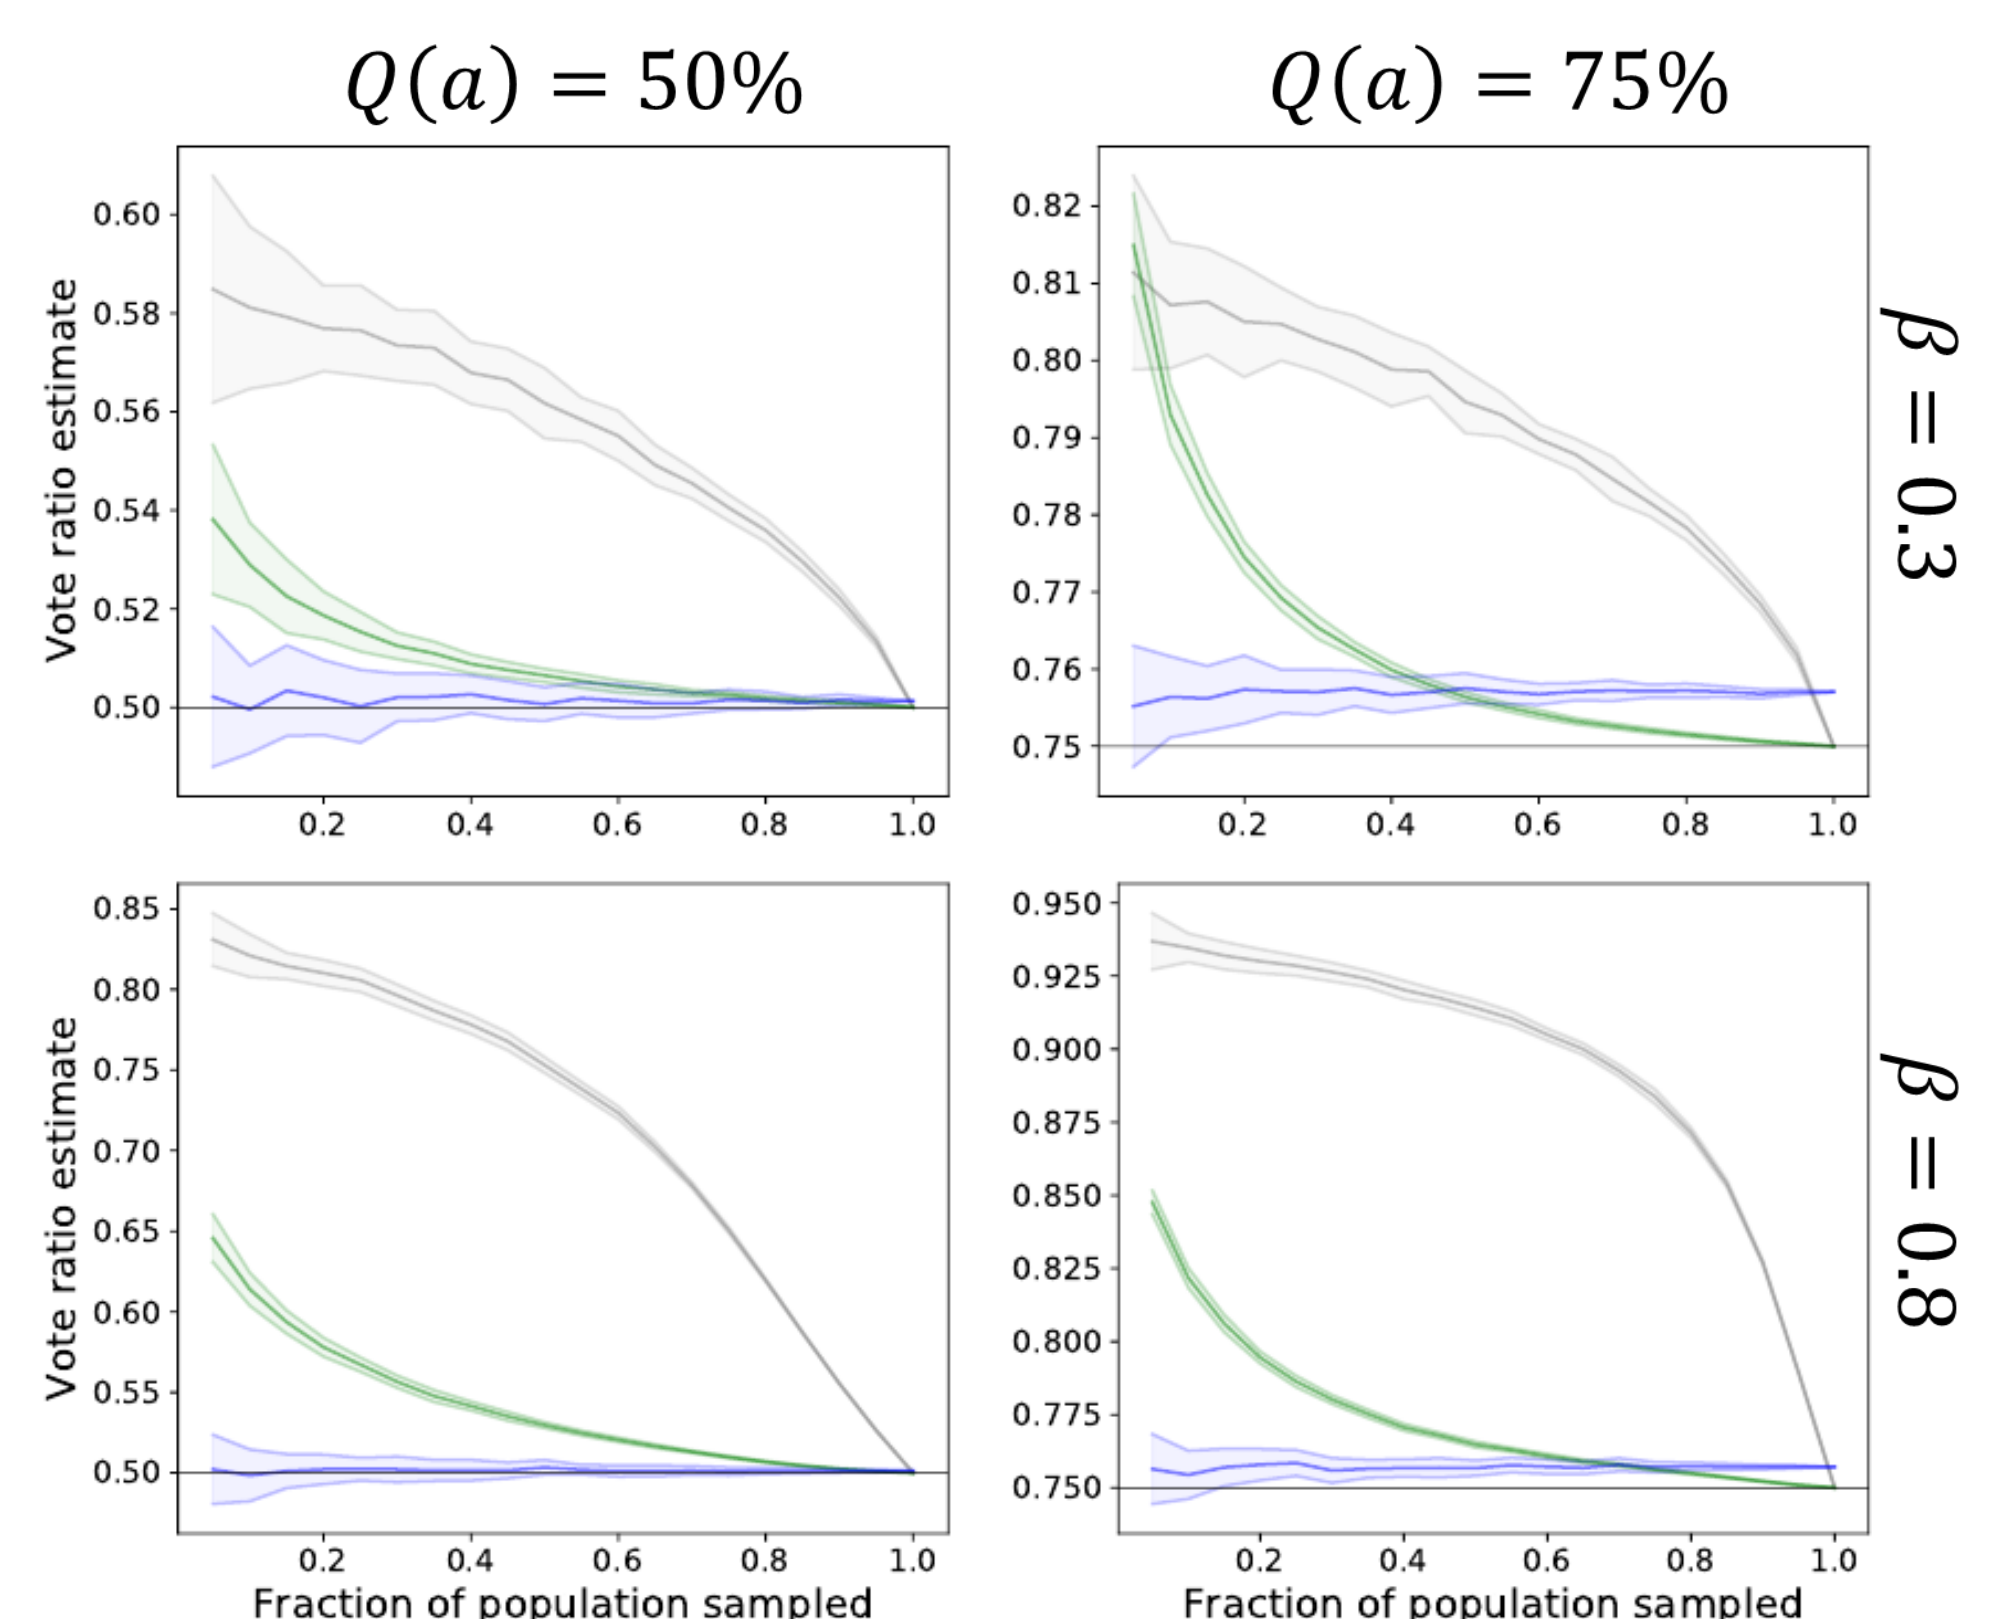 Q(a) = 50%
Q(a) = 75%
Vote ratio estimate
0.60
0.58
0.56
0.54
0.52
0.50
0.2 0.4 0.6 0.8 1.0
0.82
0.81
0.80
0.79
0.78
0.77
0.76
0.75
0.2 0.4 0.6 0.8 1.0
β = 0.3
Vote ratio estimate
0.85
0.80
0.75
0.70
0.65
0.60
0.55
0.50
0.2 0.4 0.6 0.8 1.0
Fraction of population sampled
0.950
0.925
0.900
0.875
0.850
0.825
0.800
0.775
0.750
0.2 0.4 0.6 0.8 1.0
Fraction of population sampled
β = 0.8